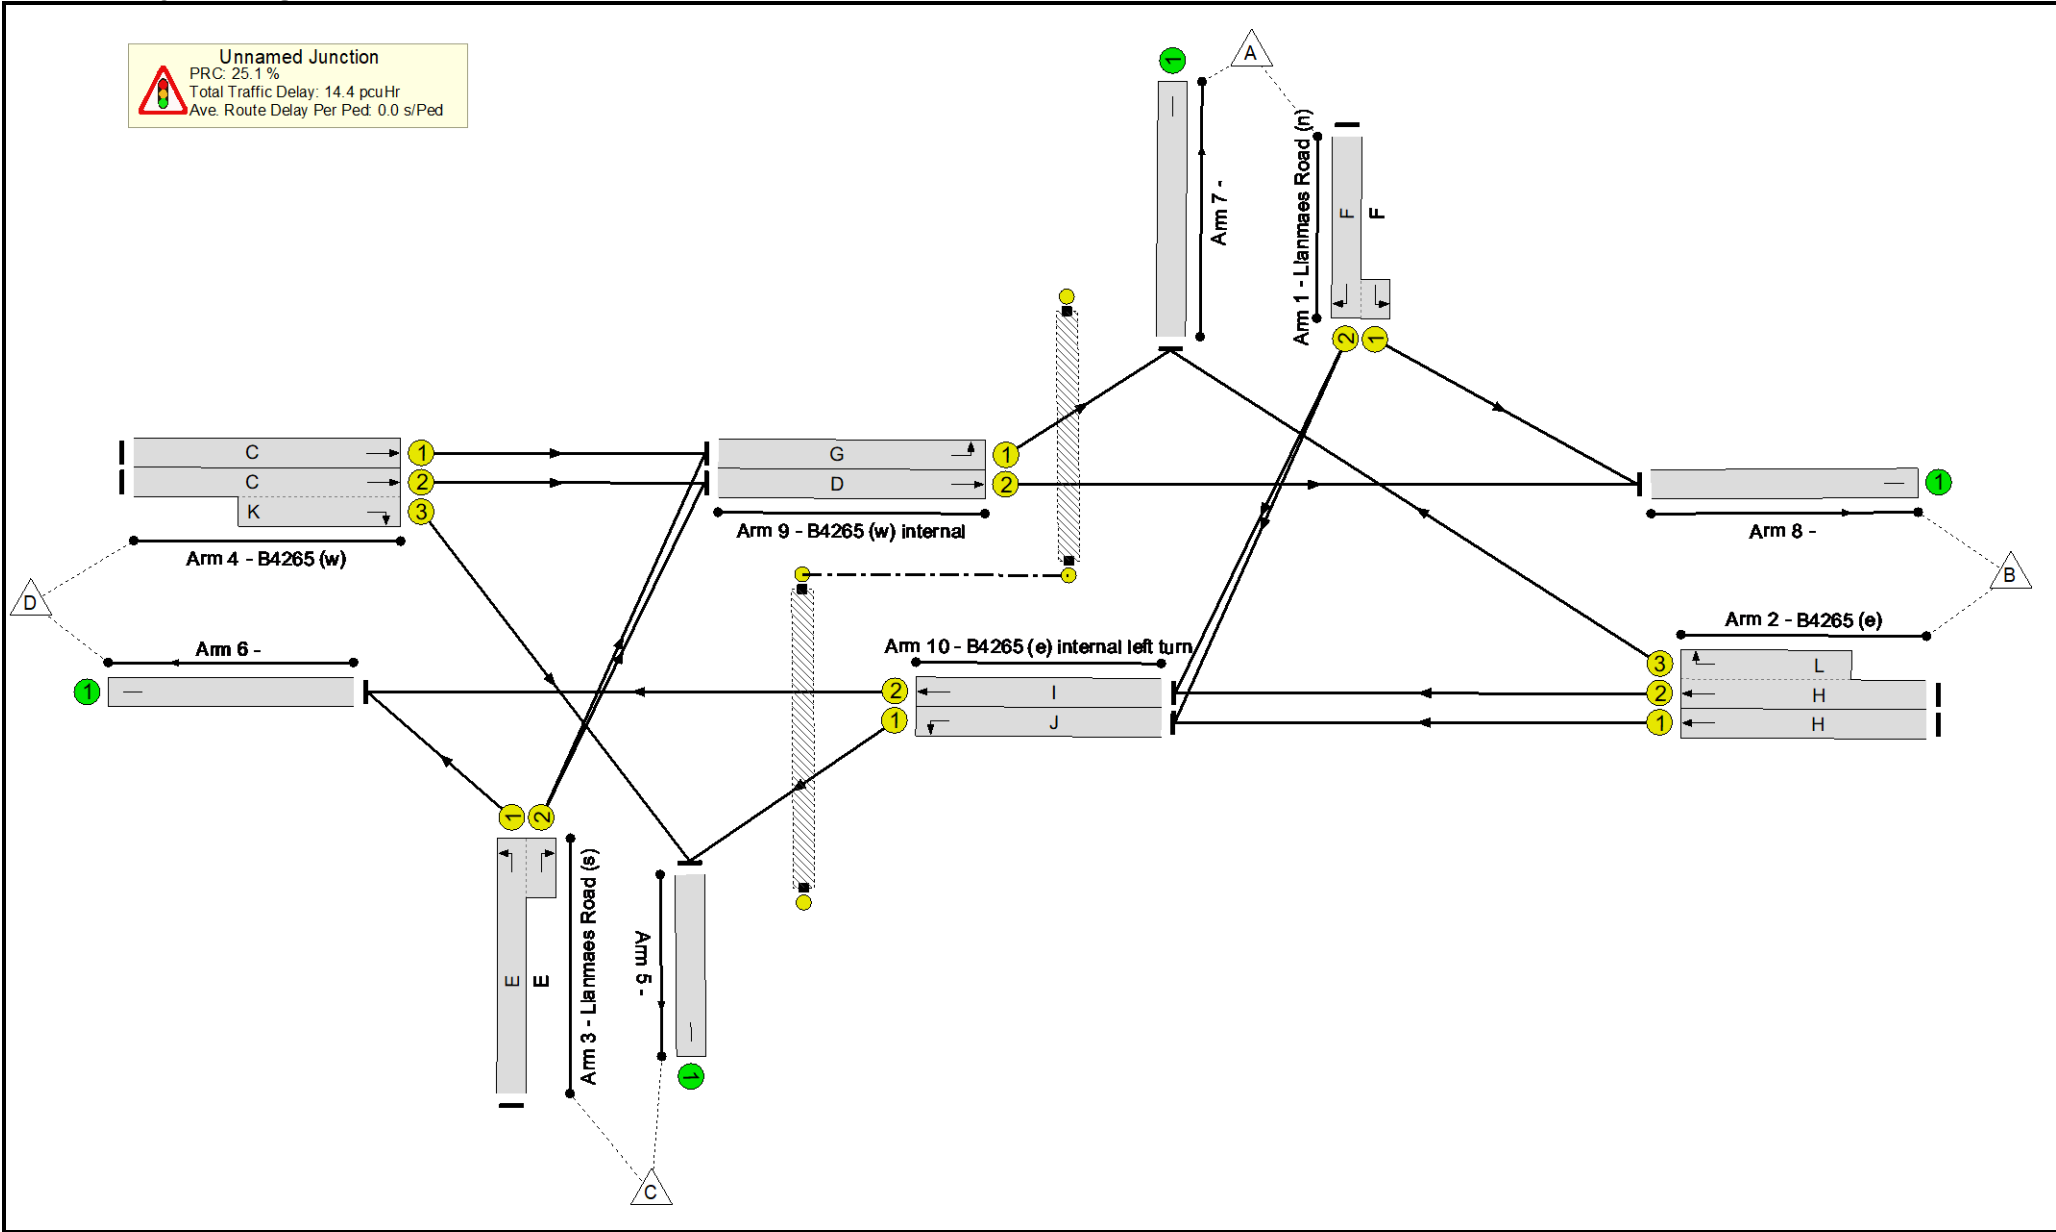 Unnamed Junction
PRC: 25.1 %
Total Traffic Delay: 14.4 pcuHr
Ave. Route Delay Per Ped: 0.0 s/Ped
A
1
Arm 7 -
Arm 1 - Llanmaes Road (n)
F
F
2
1
C
1
C
2
K
3
Arm 4 - B4265 (w)
G
1
D
2
Arm 9 - B4265 (w) internal
1
Arm 8 -
D
B
Arm 6 -
1
Arm 10 - B4265 (e) internal left turn
2
I
1
J
Arm 2 - B4265 (e)
3
L
2
H
1
H
1
2
E
E
Arm 3 - Llanmaes Road (s)
Arm 5 -
1
C